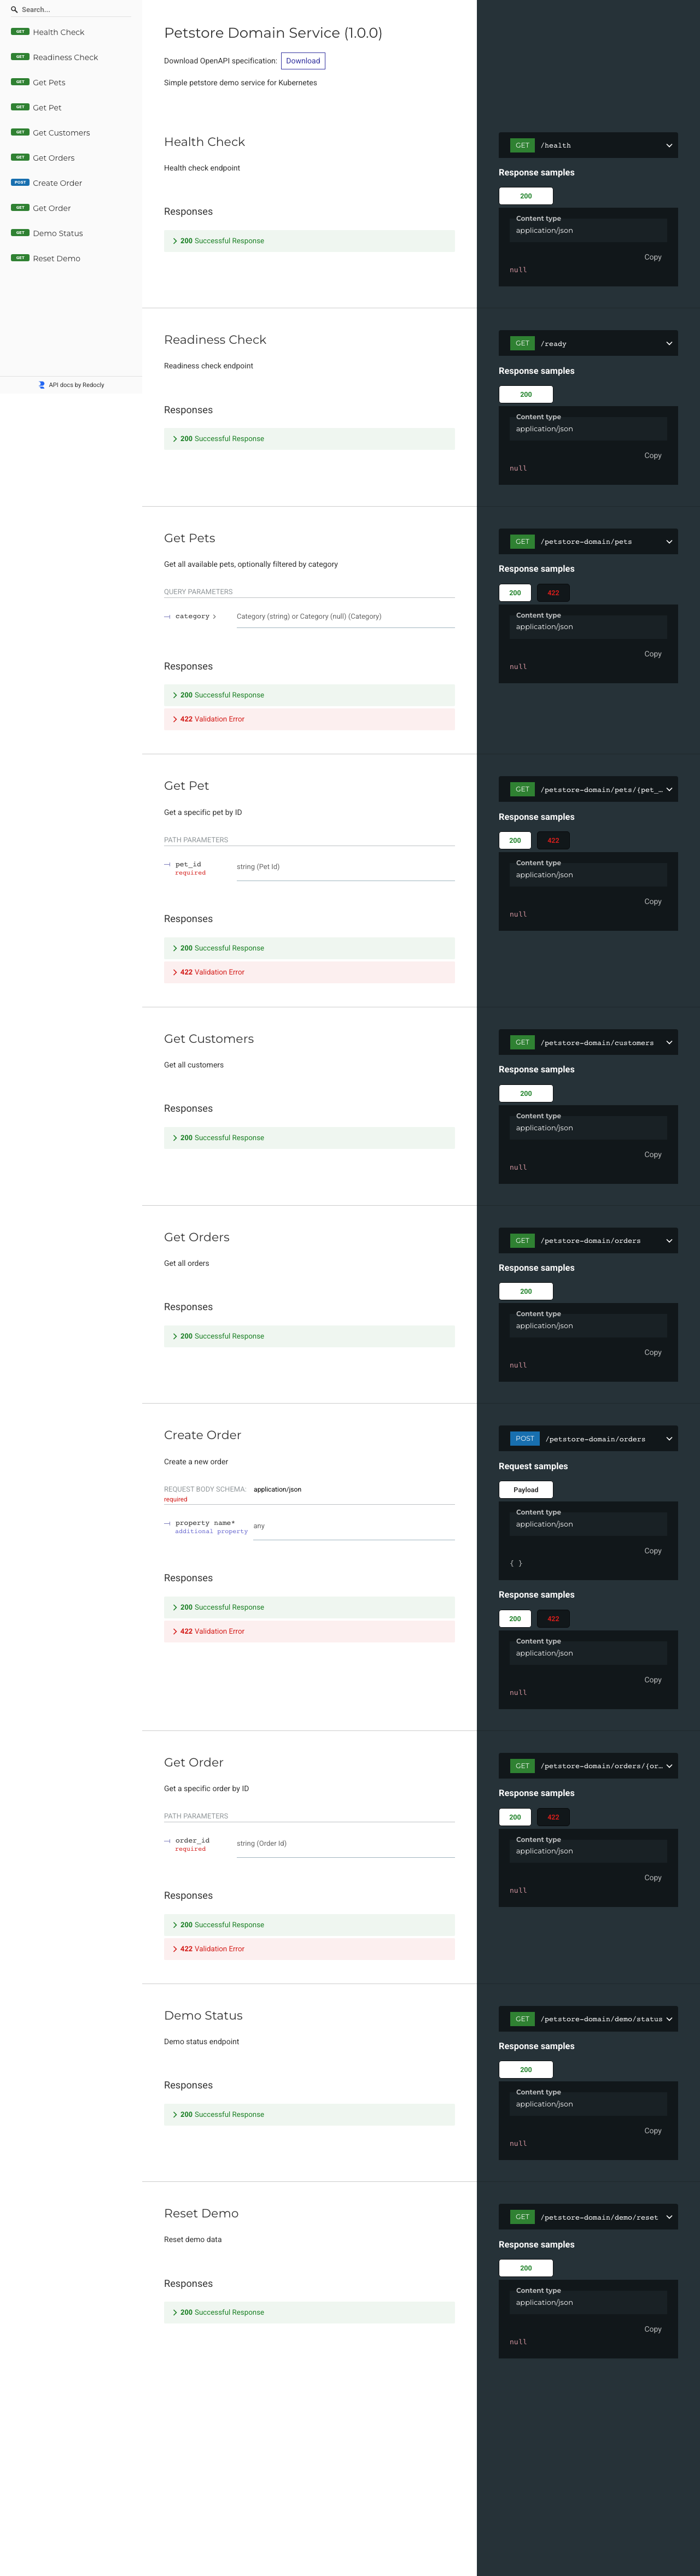 Search...
GET Health Check
GET Readiness Check
GET Get Pets
GET Get Pet
GET Get Customers
GET Get Orders
POST Create Order
GET Get Order
GET Demo Status
GET Reset Demo
API docs by Redocly
Petstore Domain Service (1.0.0)
Download OpenAPI specification: Download
Simple petstore demo service for Kubernetes
Health Check
Health check endpoint
Responses
200 Successful Response
GET /health
Response samples
200
Content type
application/json
Copy
null
Readiness Check
Readiness check endpoint
Responses
200 Successful Response
GET /ready
Response samples
200
Content type
application/json
Copy
null
Get Pets
Get all available pets, optionally filtered by category
QUERY PARAMETERS
category Category (string) or Category (null) (Category)
Responses
200 Successful Response
422 Validation Error
GET /petstore-domain/pets
Response samples
200 422
Content type
application/json
Copy
null
Get Pet
Get a specific pet by ID
PATH PARAMETERS
pet_id
required
string (Pet Id)
Responses
200 Successful Response
422 Validation Error
GET /petstore-domain/pets/{pet_…
Response samples
200 422
Content type
application/json
Copy
null
Get Customers
Get all customers
Responses
200 Successful Response
GET /petstore-domain/customers
Response samples
200
Content type
application/json
Copy
null
Get Orders
Get all orders
Responses
200 Successful Response
GET /petstore-domain/orders
Response samples
200
Content type
application/json
Copy
null
Create Order
Create a new order
REQUEST BODY SCHEMA: application/json
required
property name*
additional property
any
Responses
200 Successful Response
422 Validation Error
POST /petstore-domain/orders
Request samples
Payload
Content type
application/json
Copy
{ }
Response samples
200 422
Content type
application/json
Copy
null
Get Order
Get a specific order by ID
PATH PARAMETERS
order_id
required
string (Order Id)
Responses
200 Successful Response
422 Validation Error
GET /petstore-domain/orders/{or…
Response samples
200 422
Content type
application/json
Copy
null
Demo Status
Demo status endpoint
Responses
200 Successful Response
GET /petstore-domain/demo/status
Response samples
200
Content type
application/json
Copy
null
Reset Demo
Reset demo data
Responses
200 Successful Response
GET /petstore-domain/demo/reset
Response samples
200
Content type
application/json
Copy
null